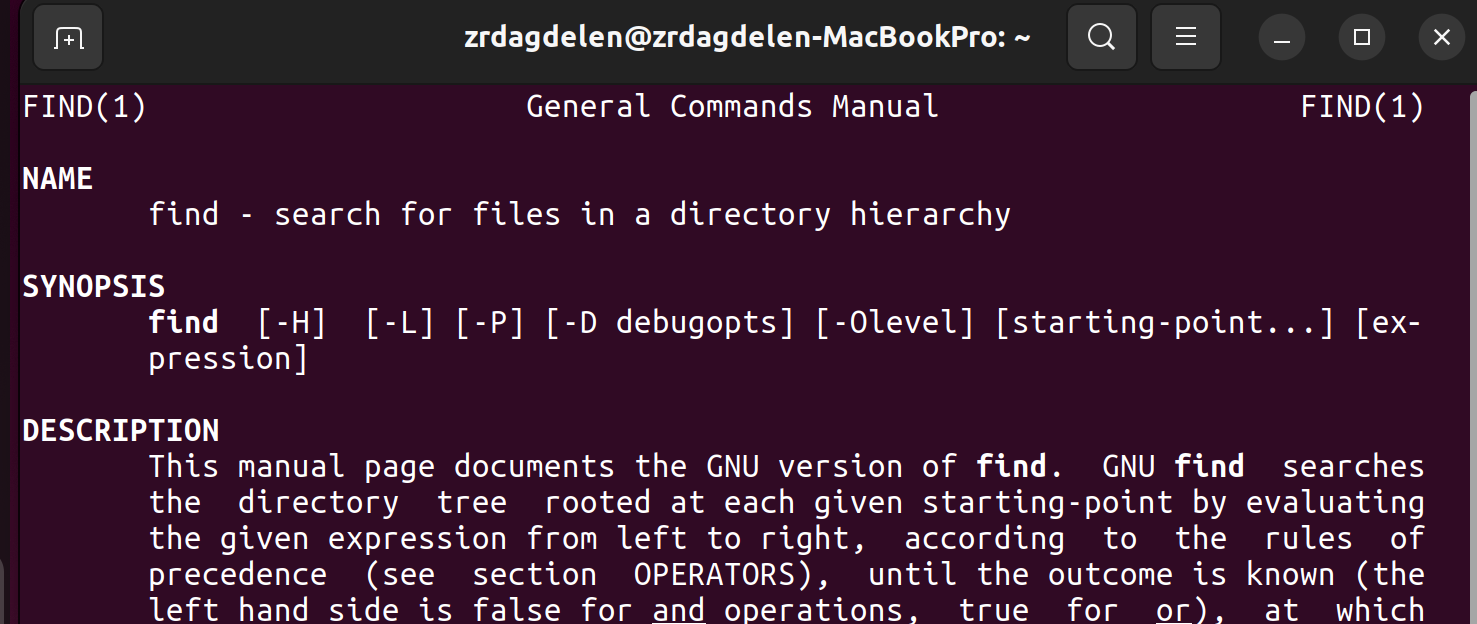 zrdagdelen@zrdagdelen-MacBookPro: ~
FIND(1) General Commands Manual FIND(1)
NAME
find - search for files in a directory hierarchy
SYNOPSIS
find [-H] [-L] [-P] [-D debugopts] [-Olevel] [starting-point...] [ex-
pression]
DESCRIPTION
This manual page documents the GNU version of find. GNU find searches
the directory tree rooted at each given starting-point by evaluating
the given expression from left to right, according to the rules of
precedence (see section OPERATORS), until the outcome is known (the
left hand side is false for and operations, true for or), at which